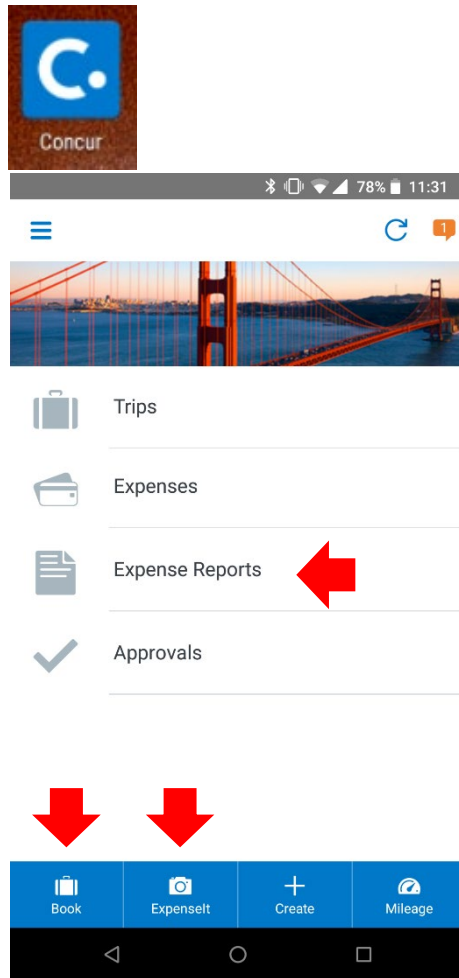 C.
Concur
78% 11:31
1
Trips
Expenses
Expense Reports
Approvals
Book ExpenseIt Create Mileage